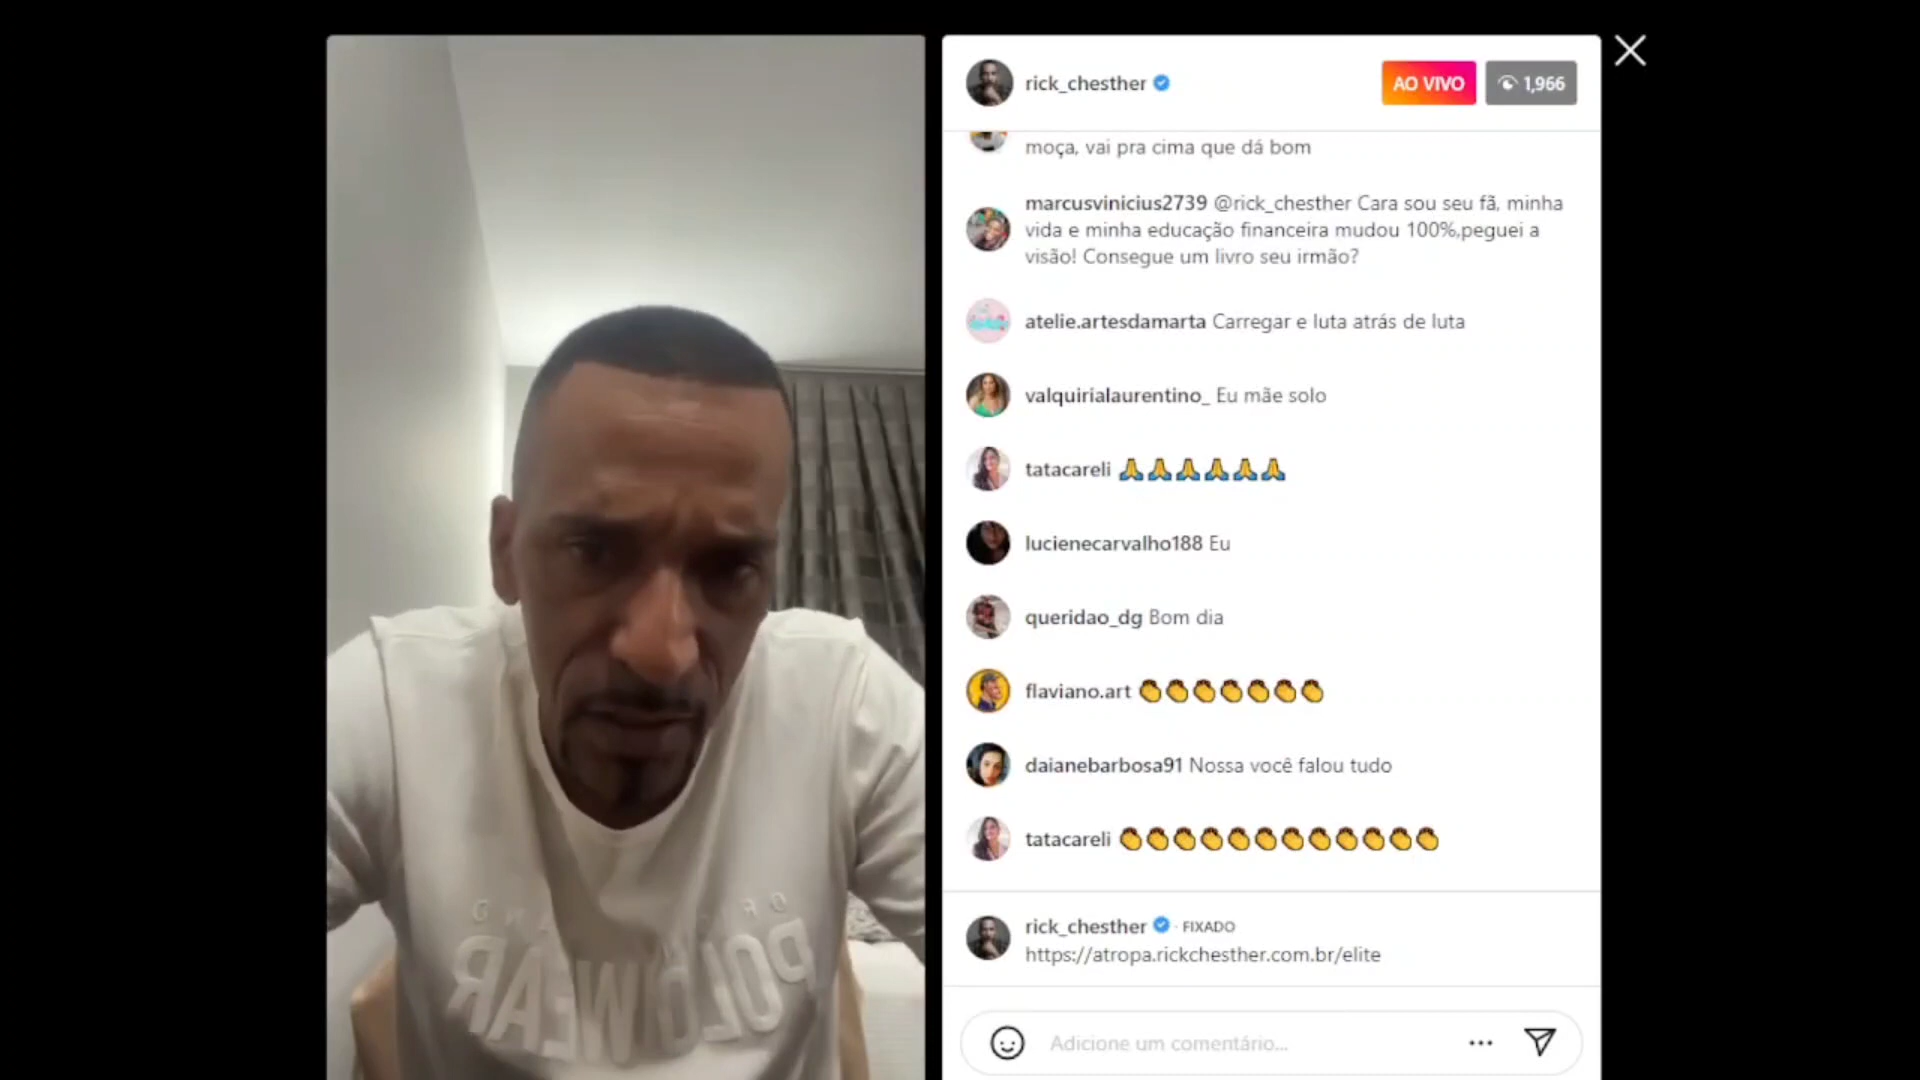 rick_chesther
AO VIVO
1,966
moça, vai pra cima que dá bom
marcusvinicius2739 @rick_chesther Cara sou seu fã, minha
vida e minha educação financeira mudou 100%,peguei a
visão! Consegue um livro seu irmão?
atelie.artesdamarta Carregar e luta atrás de luta
valquirialaurentino_ Eu mãe solo
tatacareli 🙏🙏🙏🙏🙏🙏
lucienecarvalho188 Eu
queridao_dg Bom dia
flaviano.art 👏👏👏👏👏👏👏
daianebarbosa91 Nossa você falou tudo
tatacareli 👏👏👏👏👏👏👏👏👏👏👏👏
rick_chesther · FIXADO
https://atropa.rickchesther.com.br/elite
Adicione um comentário...
POLO WEAR